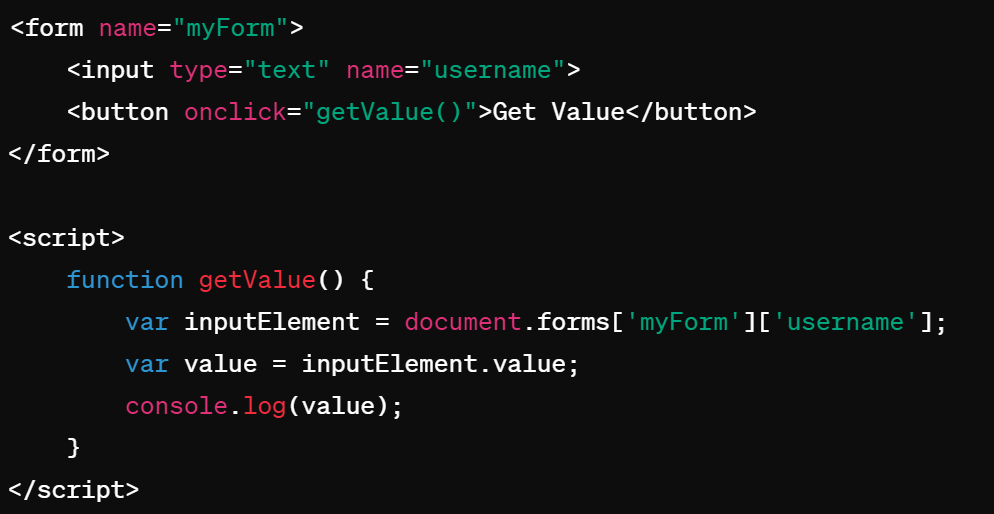 <form name="myForm">
    <input type="text" name="username">
    <button onclick="getValue()">Get Value</button>
</form>

<script>
    function getValue() {
        var inputElement = document.forms['myForm']['username'];
        var value = inputElement.value;
        console.log(value);
    }
</script>